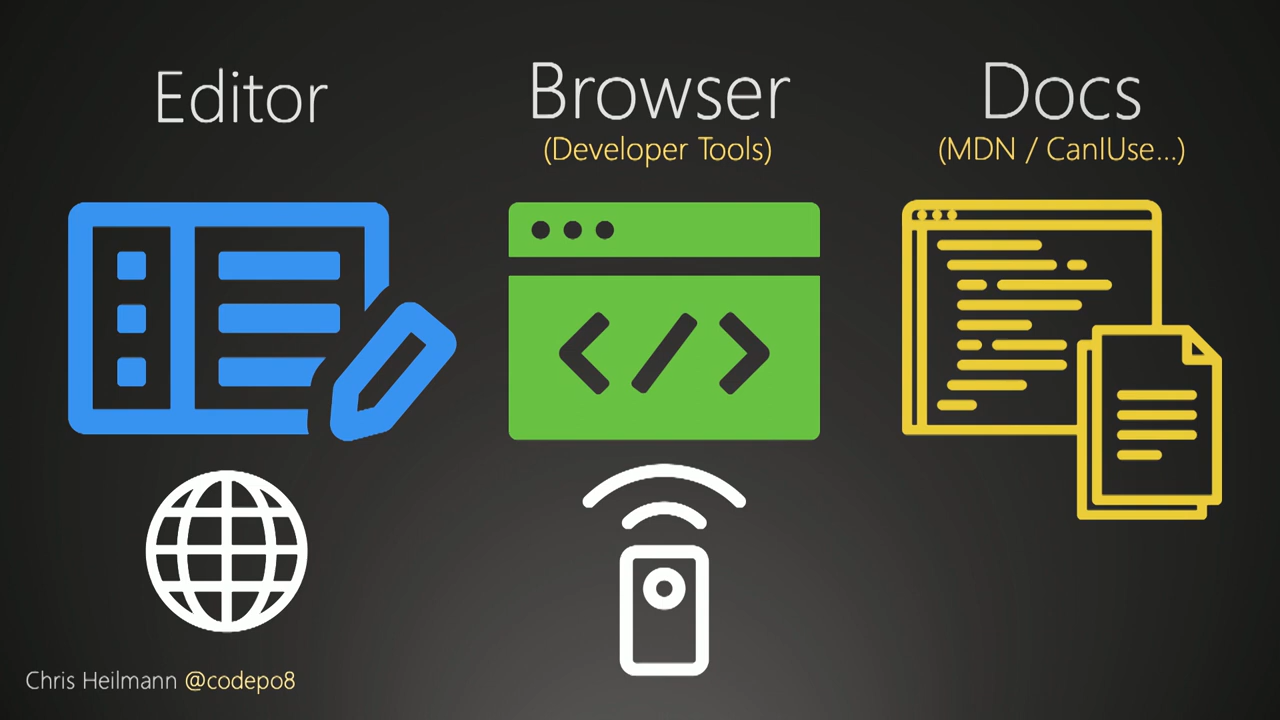 Editor
Browser
(Developer Tools)
Docs
(MDN / CanIUse...)
</>
Chris Heilmann @codepo8